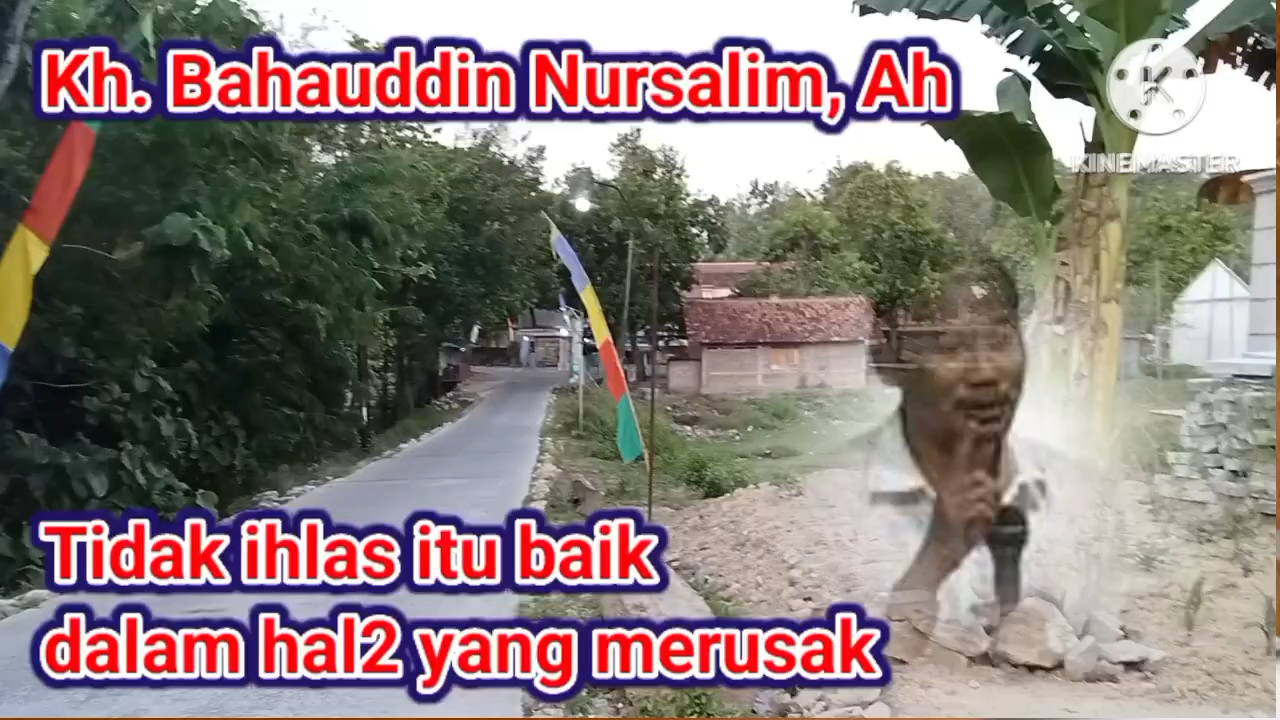 Kh. Bahauddin Nursalim, Ah
K
KINEMASTER
Tidak ihlas itu baik
dalam hal2 yang merusak